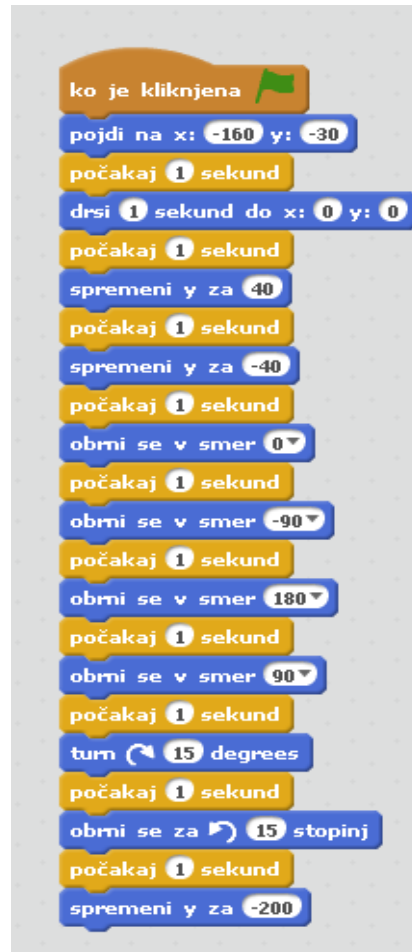 ko je kliknjena
pojdi na x: -160 y: -30
počakaj 1 sekund
drsi 1 sekund do x: 0 y: 0
počakaj 1 sekund
spremeni y za 40
počakaj 1 sekund
spremeni y za -40
počakaj 1 sekund
obrni se v smer 0
počakaj 1 sekund
obrni se v smer -90
počakaj 1 sekund
obrni se v smer 180
počakaj 1 sekund
obrni se v smer 90
počakaj 1 sekund
turn 15 degrees
počakaj 1 sekund
obrni se za 15 stopinj
počakaj 1 sekund
spremeni y za -200